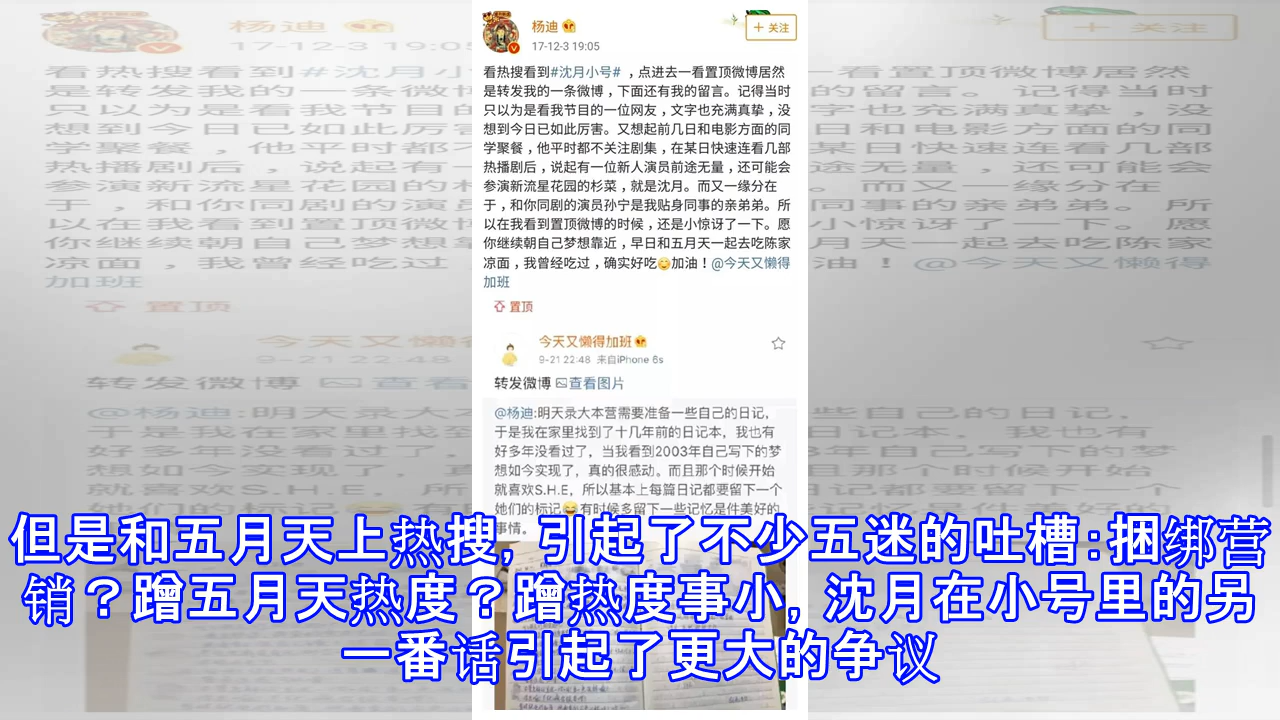 杨迪
+ 关注
17-12-3 19:05
看热搜看到#沈月小号# ，点进去一看置顶微博居然
是转发我的一条微博，下面还有我的留言。记得当时
只以为是看我节目的一位网友，文字也充满真挚，没
想到今日已如此厉害。又想起前几日和电影方面的同
学聚餐，他平时都不关注剧集，在某日快速连看几部
热播剧后，说起有一位新人演员前途无量，还可能会
参演新流星花园的杉菜，就是沈月。而又一缘分在
于，和你同剧的演员孙宁是我贴身同事的亲弟弟。所
以在我看到置顶微博的时候，还是小惊讶了一下。愿
你继续朝自己梦想靠近，早日和五月天一起去吃陈家
凉面，我曾经吃过，确实好吃😊加油！@今天又懒得
加班
置顶
今天又懒得加班
9-21 22:48 来自iPhone 6s
转发微博 查看图片
@杨迪:明天录大本营需要准备一些自己的日记，
于是我在家里找到了十几年前的日记本，我也有
好多年没看过了，当我看到2003年自己写下的梦
想如今实现了，真的很感动。而且那个时候开始
就喜欢S.H.E，所以基本上每篇日记都要留下一个
她们的标记😄有时候多留下一些记忆是件美好的
事情。
但是和五月天上热搜,引起了不少五迷的吐槽:捆绑营
销？蹭五月天热度？蹭热度事小,沈月在小号里的另
一番话引起了更大的争议